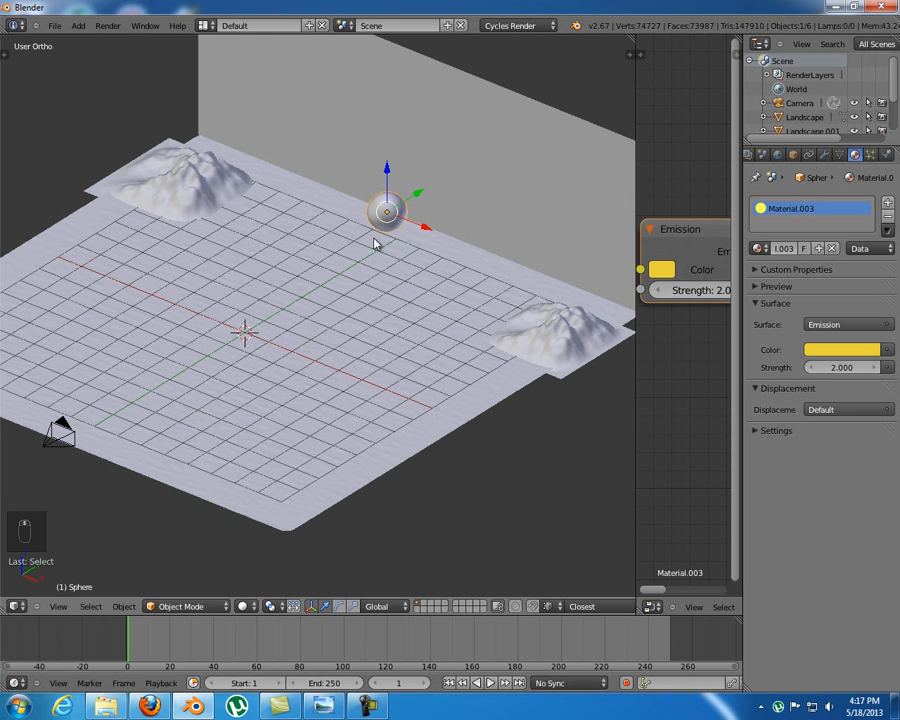 Blender
File Add Render Window Help Default Scene Cycles Render v2.67 | Verts:74727 | Faces:73987 | Tris:147910 | Objects:1/6 | Lamps:0/0 | Mem:43.2
User Ortho
View Search All Scenes
Scene
RenderLayers
World
Camera
Landscape
Landscape.001
Spher Material.0
Material.003
I.003 F Data
Custom Properties
Preview
Surface
Surface: Emission
Color:
Strength: 2.000
Displacement
Displaceme Default
Settings
Emission
Em
Color
Strength: 2.0
Material.003
Last: Select
(1) Sphere
View Select Object Object Mode Global Closest
View Select
-40 -20 0 20 40 60 80 100 120 140 160 180 200 220 240 260
View Marker Frame Playback Start: 1 End: 250 1 No Sync
4:17 PM
5/18/2013